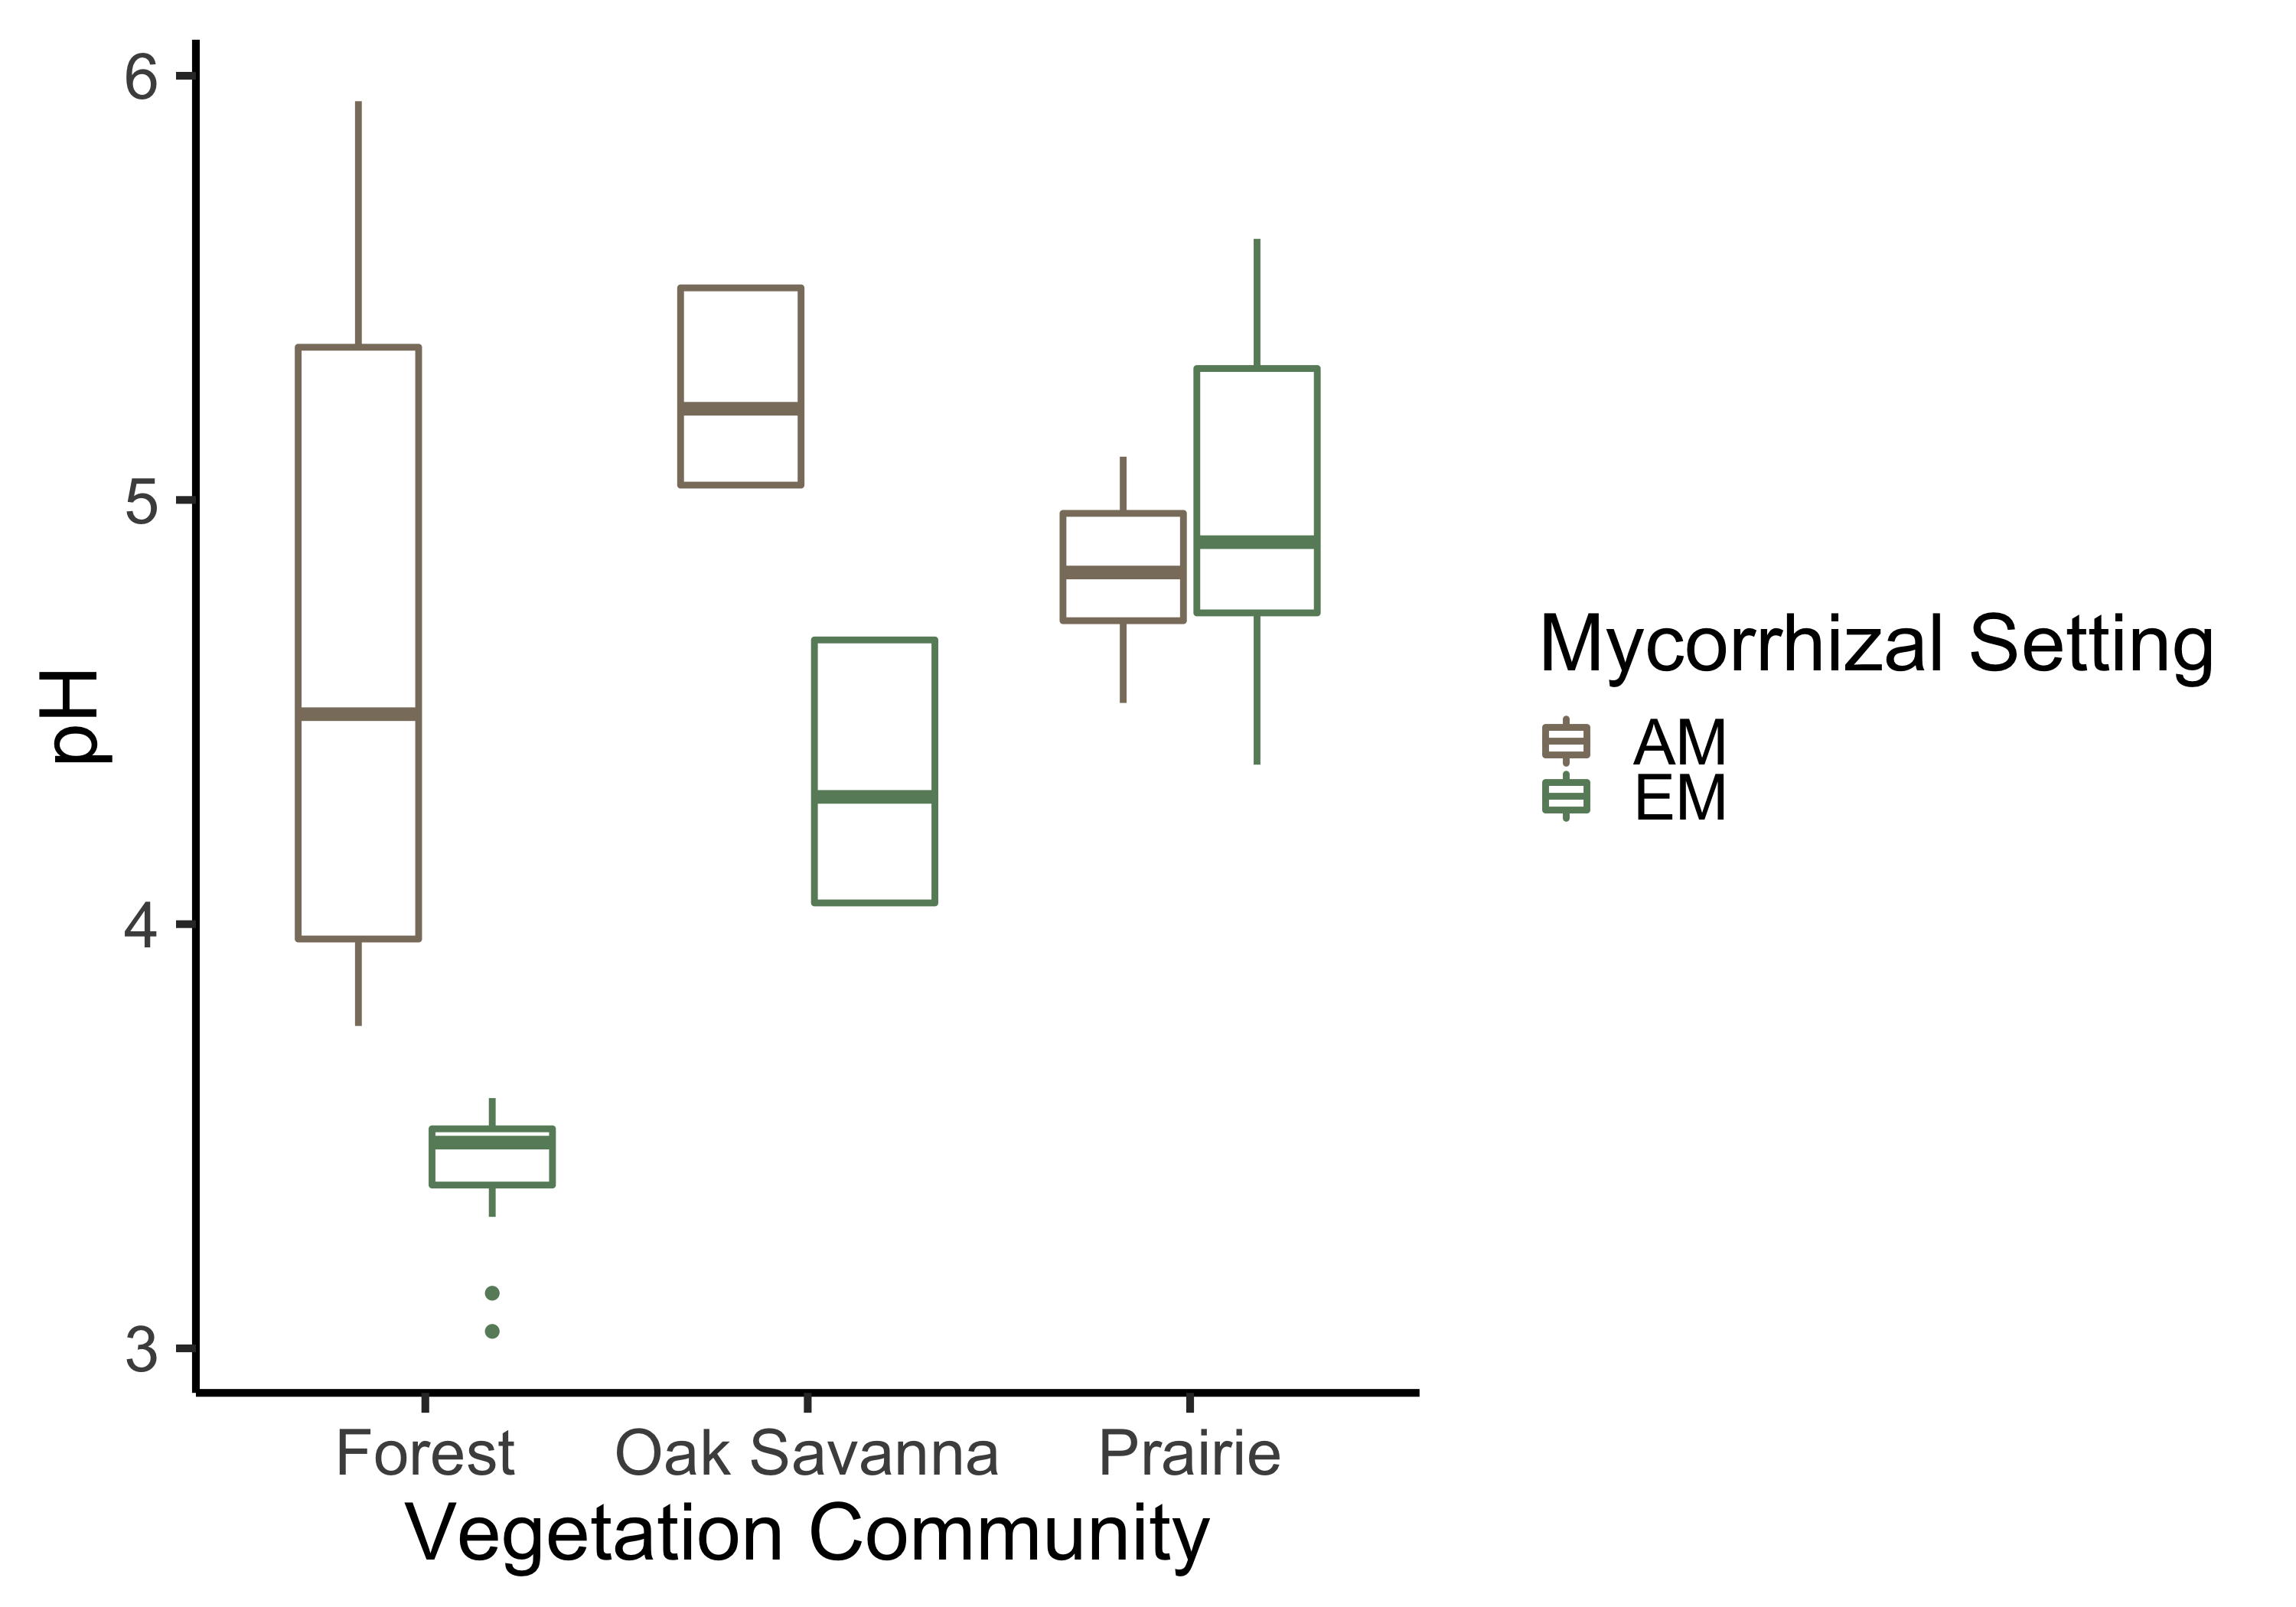 6
5
4
3
pH
Forest
Oak Savanna
Prairie
Vegetation Community
Mycorrhizal Setting
AM
EM